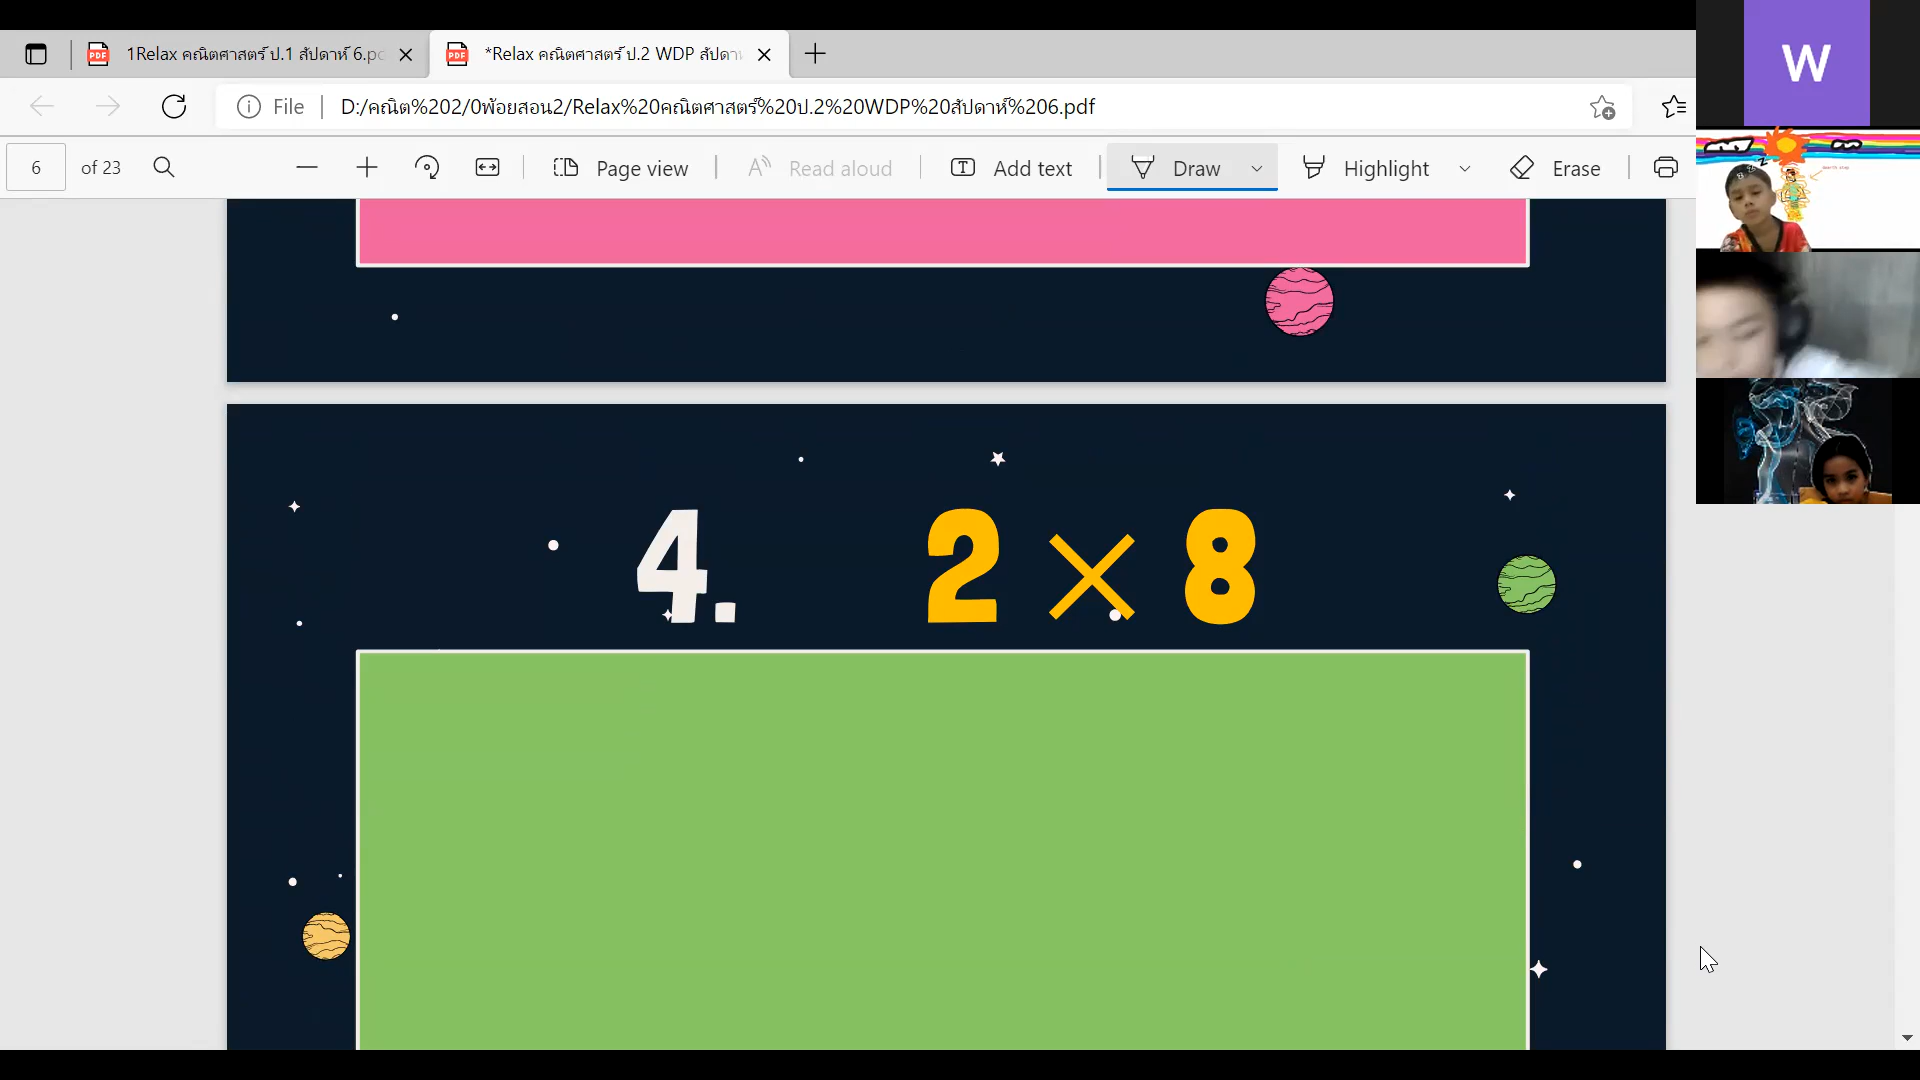 1Relax คณิตศาสตร์ ป.1 สัปดาห์ 6.pd
*Relax คณิตศาสตร์ ป.2 WDP สัปดา
File
D:/คณิต%202/0พ้อยสอน2/Relax%20คณิตศาสตร์%20ป.2%20WDP%20สัปดาห์%206.pdf
6 of 23
Page view
Read aloud
Add text
Draw
Highlight
Erase
W
4. 2 × 8